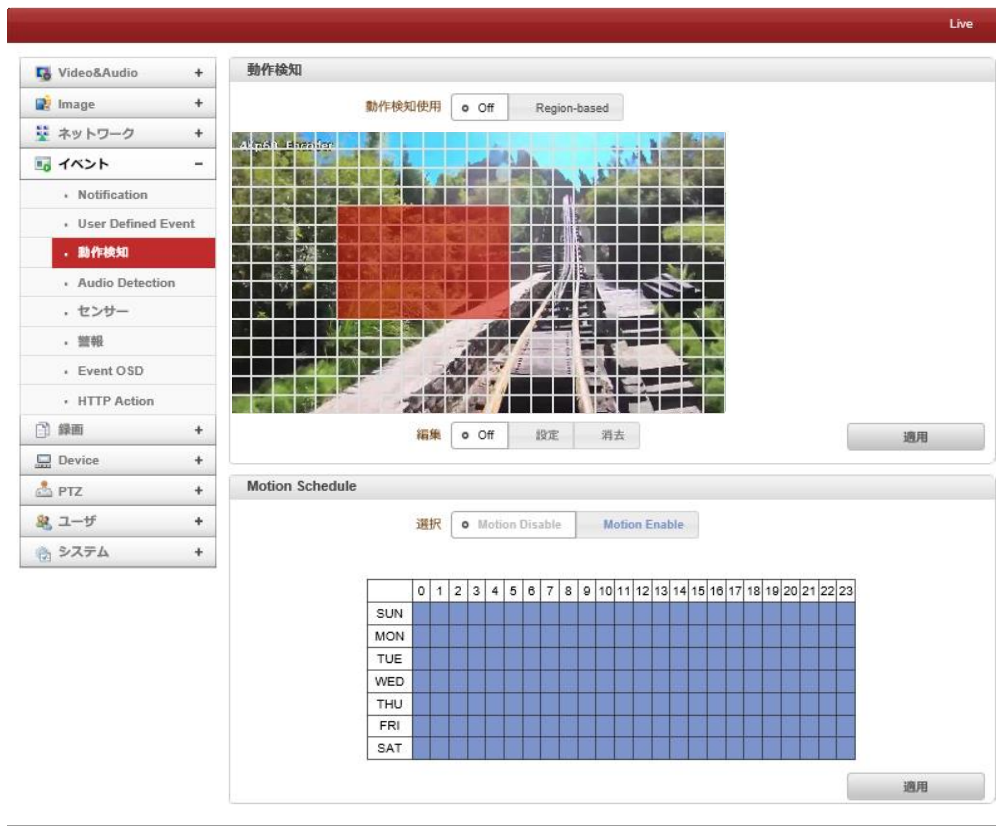 Live
Video&Audio +
Image +
ネットワーク +
イベント -
Notification
User Defined Event
動作検知
Audio Detection
センサー
警報
Event OSD
HTTP Action
録画 +
Device +
PTZ +
ユーザ +
システム +
動作検知
動作検知使用 Off Region-based
Encoder
編集 Off 設定 消去
適用
Motion Schedule
選択 Motion Disable Motion Enable
0 1 2 3 4 5 6 7 8 9 10 11 12 13 14 15 16 17 18 19 20 21 22 23
SUN
MON
TUE
WED
THU
FRI
SAT
適用